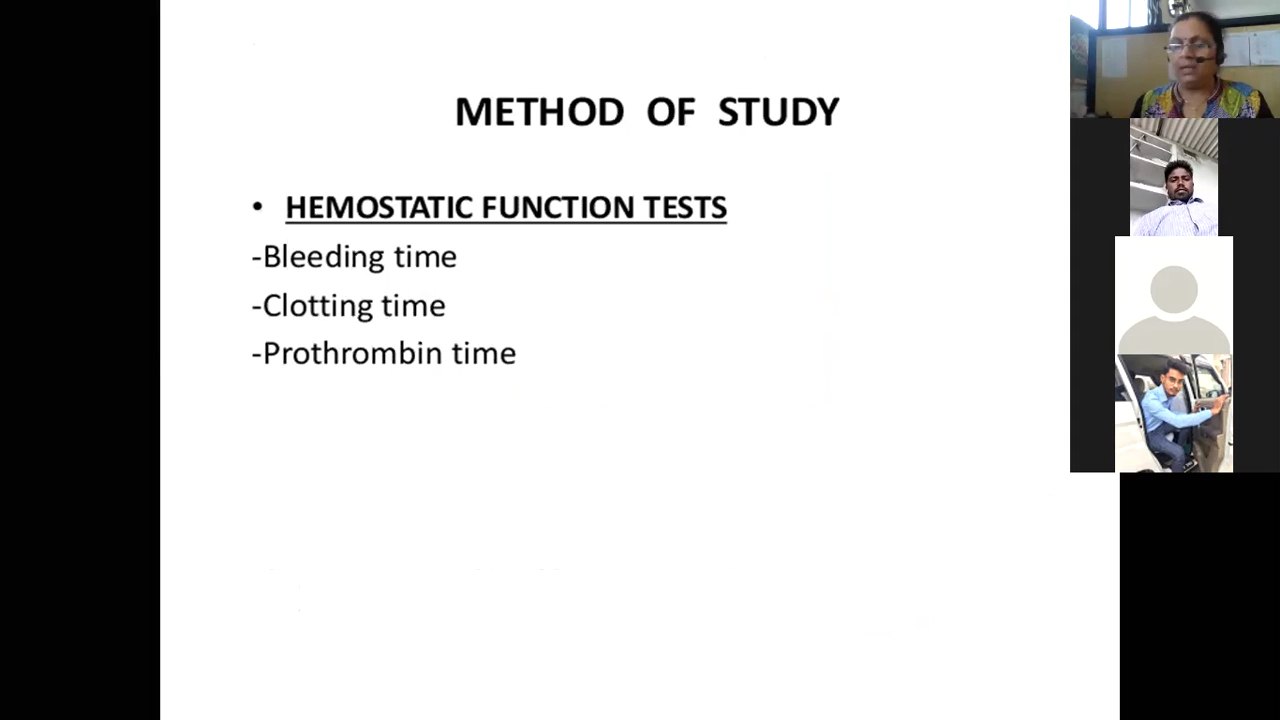 METHOD OF STUDY
• HEMOSTATIC FUNCTION TESTS
-Bleeding time
-Clotting time
-Prothrombin time